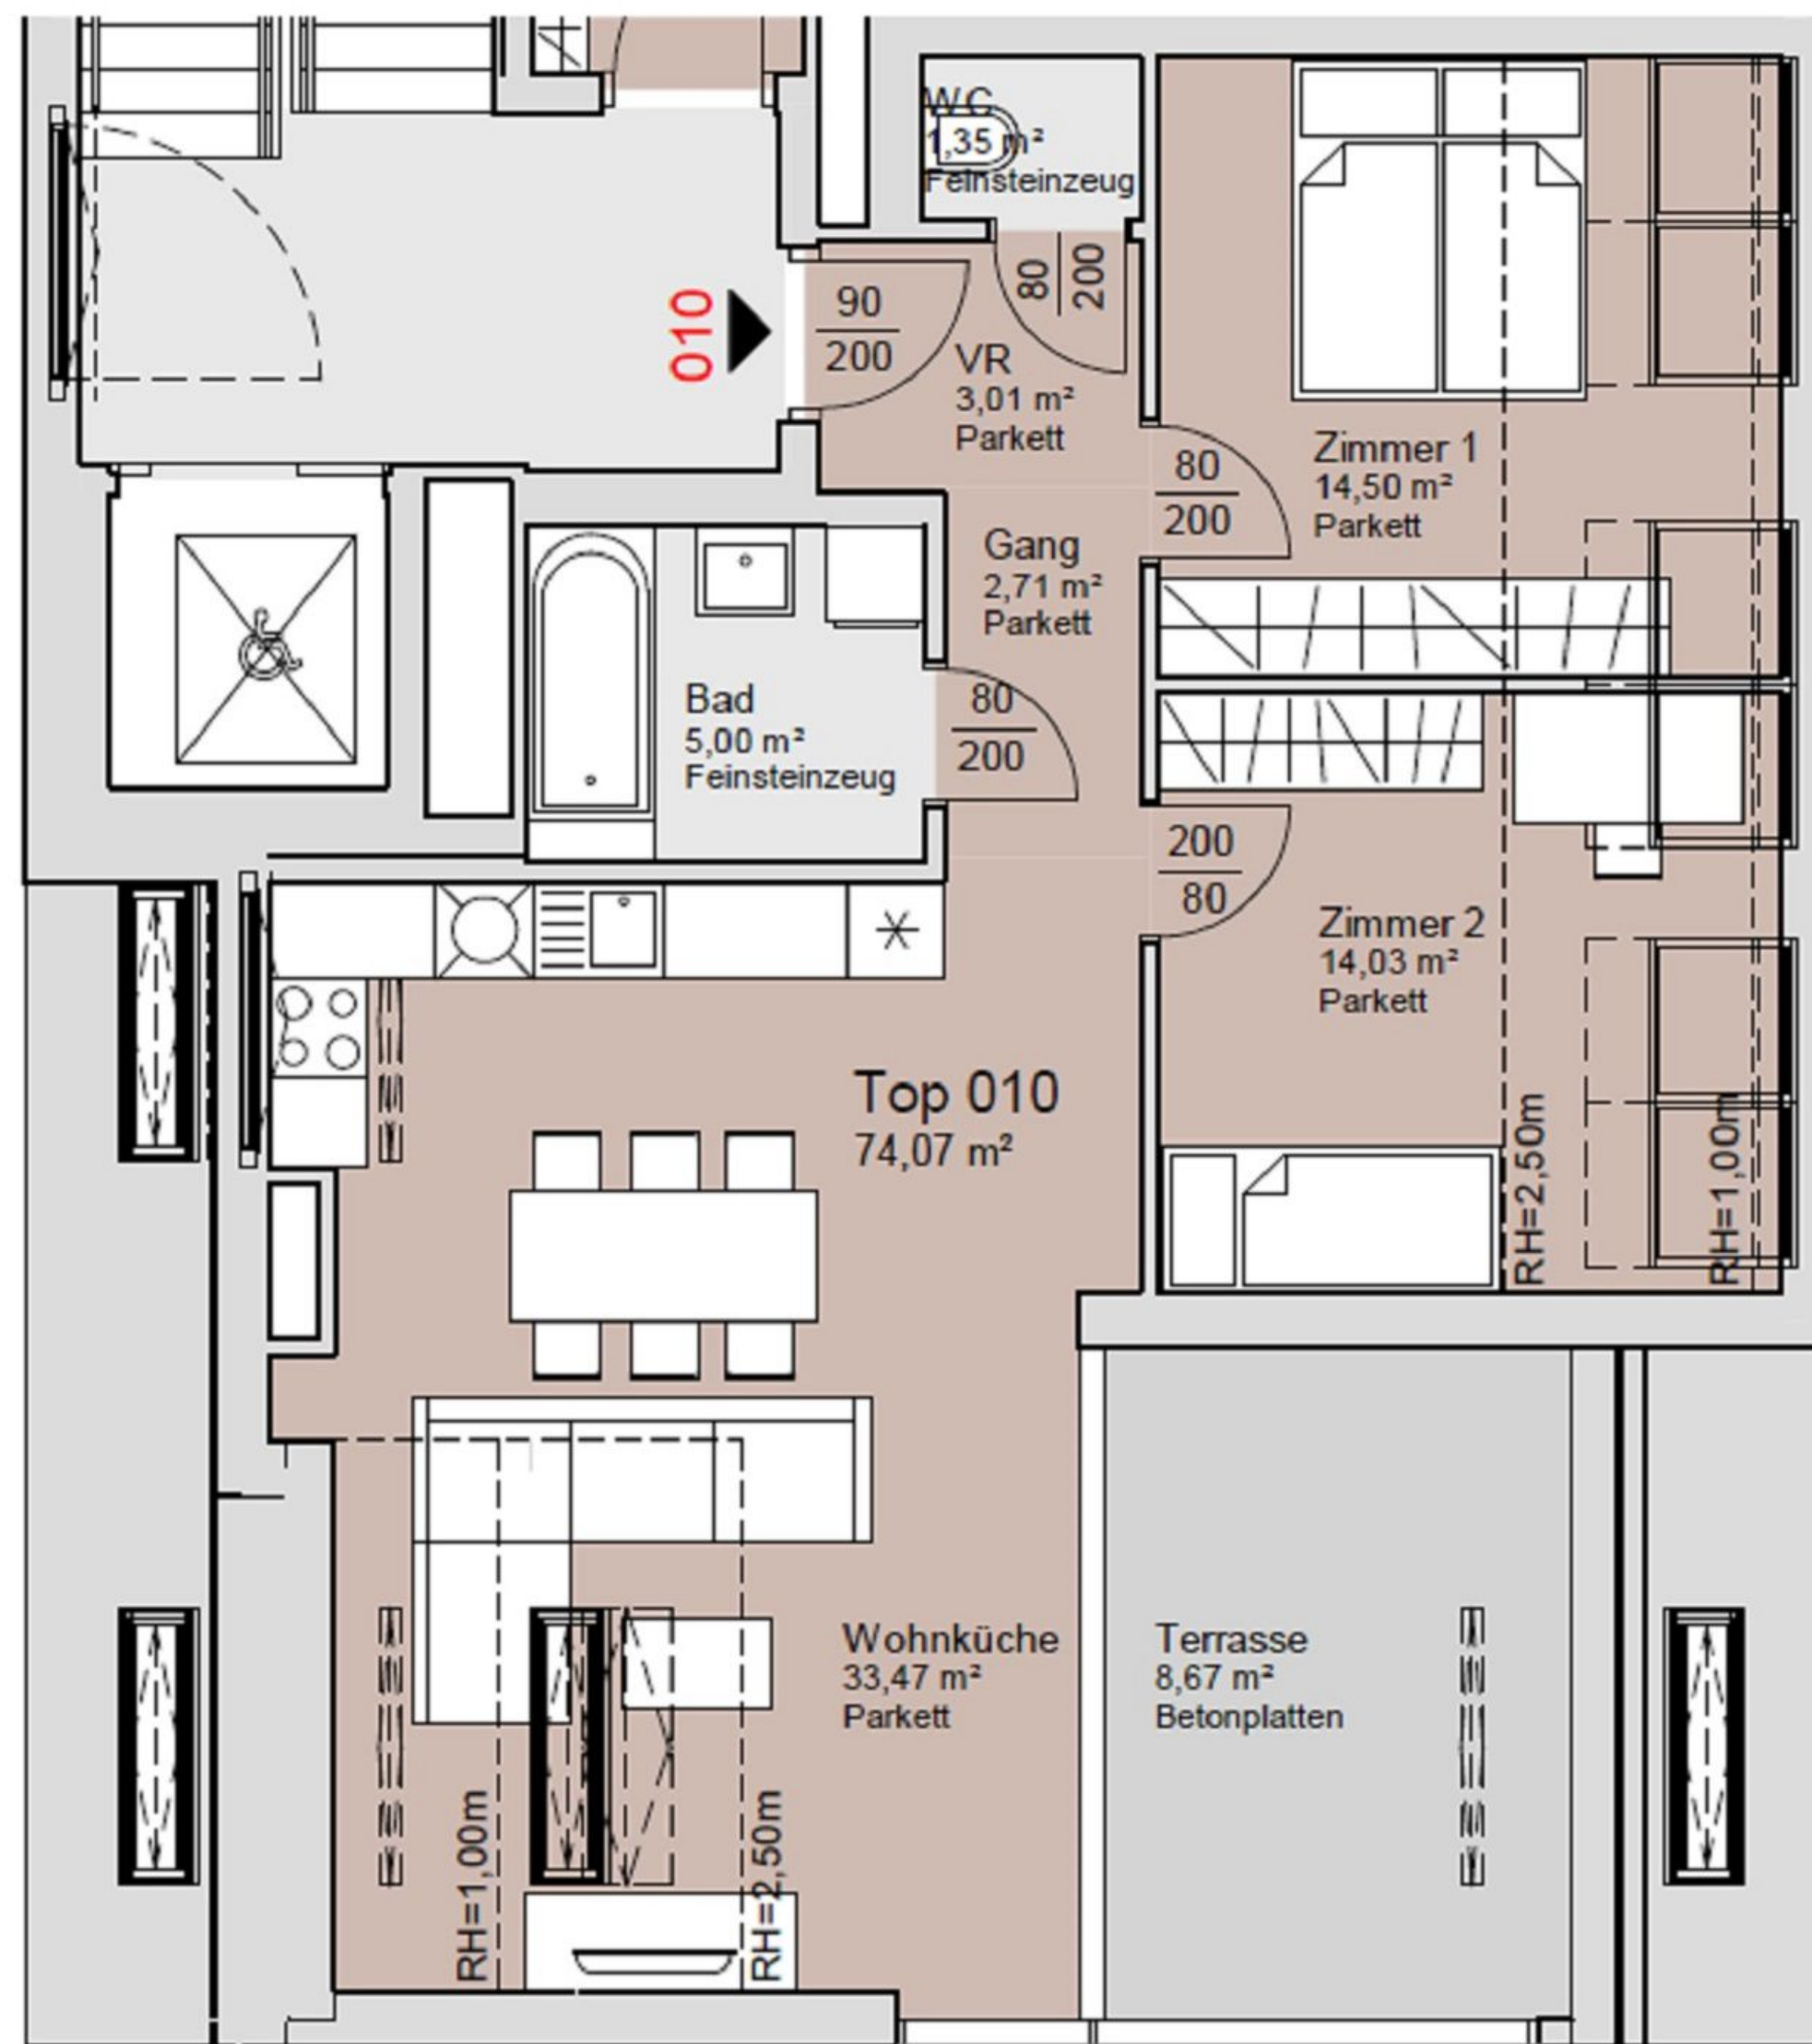 WC
1,35 m²
Feinsteinzeug
010
90
200
80
200
VR
3,01 m²
Parkett
80
200
Zimmer 1
14,50 m²
Parkett
Gang
2,71 m²
Parkett
Bad
5,00 m²
Feinsteinzeug
80
200
200
80
Zimmer 2
14,03 m²
Parkett
Top 010
74,07 m²
RH=2,50m
RH=1,00m
Wohnküche
33,47 m²
Parkett
Terrasse
8,67 m²
Betonplatten
RH=1,00m
RH=2,50m